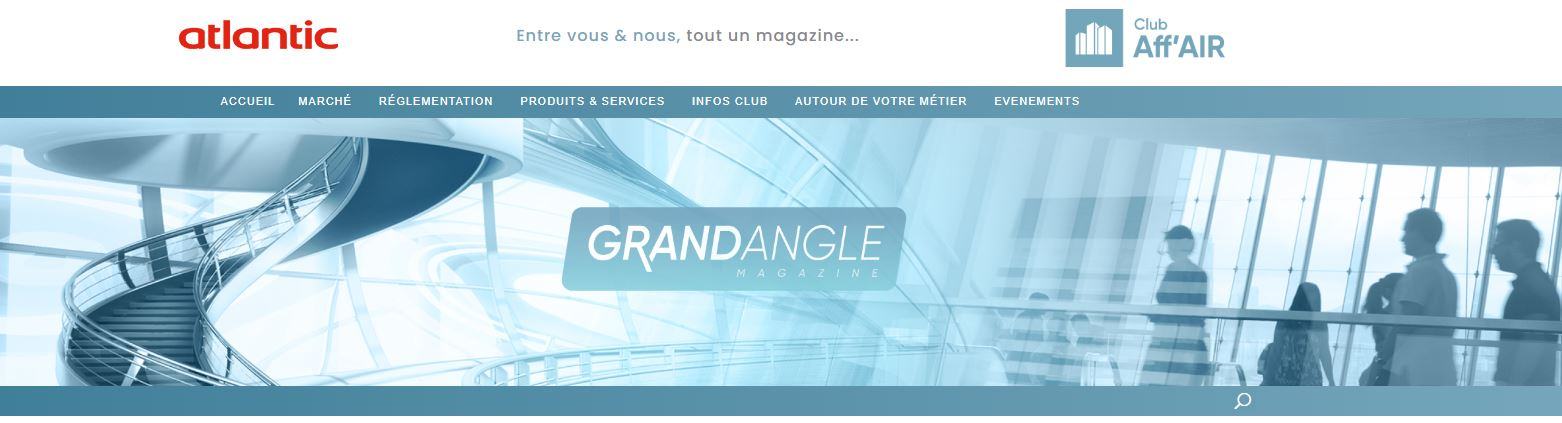 atlantic
Entre vous & nous, tout un magazine...
Club
Aff'AIR
ACCUEIL MARCHÉ RÉGLEMENTATION PRODUITS & SERVICES INFOS CLUB AUTOUR DE VOTRE MÉTIER EVENEMENTS
GRANDANGLE
MAGAZINE